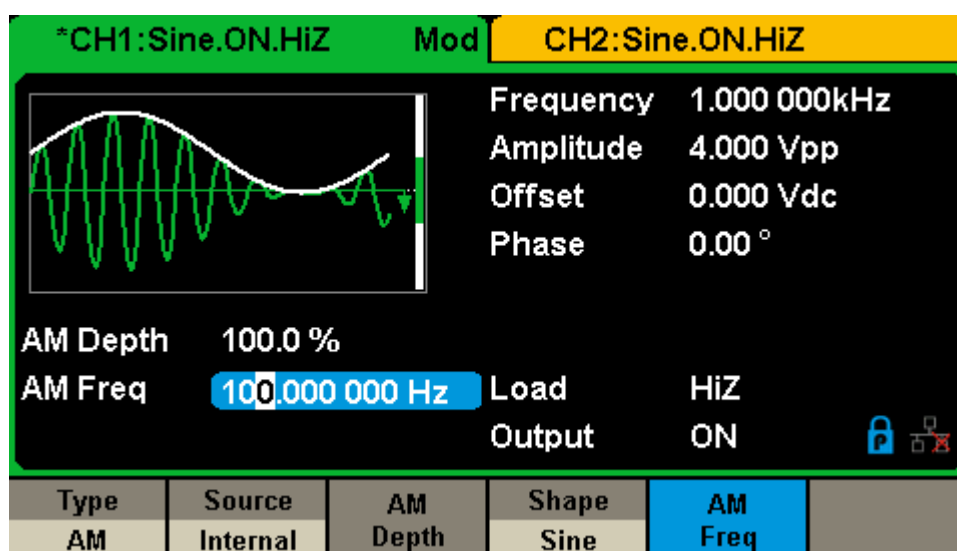 *CH1:Sine.ON.HiZ Mod CH2:Sine.ON.HiZ
Frequency 1.000 000kHz
Amplitude 4.000 Vpp
Offset 0.000 Vdc
Phase 0.00 °
AM Depth 100.0 %
AM Freq 100.000 000 Hz Load HiZ
Output ON P
Type Source AM Depth Shape AM Freq
AM Internal Sine